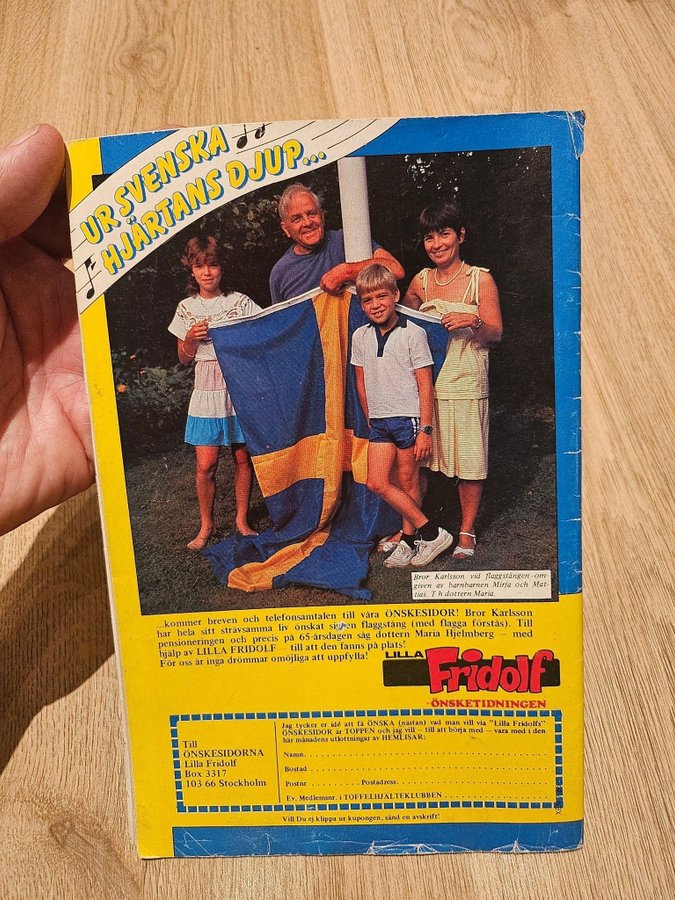 UR SVENSKA
HJÄRTANS DJUP...
Bror Karlsson vid flaggstången om-
given av barnbarnen Mirja och Mat-
tias. T h dottern Maria.
...kommer breven och telefonsamtalen till våra ÖNSKESIDOR! Bror Karlsson
har hela sitt strävsamma liv önskat sig en flaggstång (med flagga förstås). Till
pensioneringen och precis på 65-årsdagen såg dottern Maria Hjelmberg — med
hjälp av LILLA FRIDOLF — till att den fanns på plats!
För oss är inga drömmar omöjliga att uppfylla!
LILLA
Fridolf
-ÖNSKETIDNINGEN
Till
ÖNSKESIDORNA
Lilla Fridolf
Box 3317
103 66 Stockholm
Jag tycker er idé att få ÖNSKA (nästan) vad man vill via "Lilla Fridolfs"
ÖNSKESIDOR är TOPPEN och jag vill — till att börja med — vara med i den
här månadens utlottningar av HEMLISAR:
Namn
Bostad
Postnr Postadress
Ev. Medlemsnr. i TOFFELHJÄLTEKLUBBEN
Vill Du ej klippa ur kupongen, sänd en avskrift!